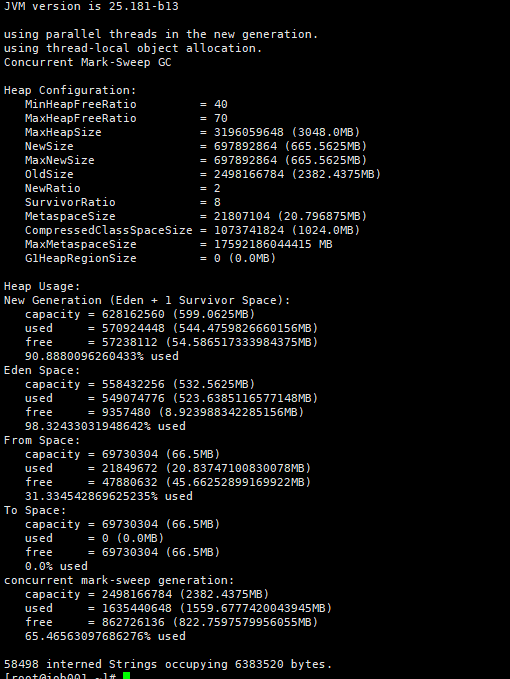 JVM version is 25.181-b13

using parallel threads in the new generation.
using thread-local object allocation.
Concurrent Mark-Sweep GC

Heap Configuration:
   MinHeapFreeRatio         = 40
   MaxHeapFreeRatio         = 70
   MaxHeapSize              = 3196059648 (3048.0MB)
   NewSize                  = 697892864 (665.5625MB)
   MaxNewSize               = 697892864 (665.5625MB)
   OldSize                  = 2498166784 (2382.4375MB)
   NewRatio                 = 2
   SurvivorRatio            = 8
   MetaspaceSize            = 21807104 (20.796875MB)
   CompressedClassSpaceSize = 1073741824 (1024.0MB)
   MaxMetaspaceSize         = 17592186044415 MB
   G1HeapRegionSize         = 0 (0.0MB)

Heap Usage:
New Generation (Eden + 1 Survivor Space):
   capacity = 628162560 (599.0625MB)
   used     = 570924448 (544.4759826660156MB)
   free     = 57238112 (54.586517333984375MB)
   90.8880096260433% used
Eden Space:
   capacity = 558432256 (532.5625MB)
   used     = 549074776 (523.6385116577148MB)
   free     = 9357480 (8.923988342285156MB)
   98.32433031948642% used
From Space:
   capacity = 69730304 (66.5MB)
   used     = 21849672 (20.83747100830078MB)
   free     = 47880632 (45.66252899169922MB)
   31.334542869625235% used
To Space:
   capacity = 69730304 (66.5MB)
   used     = 0 (0.0MB)
   free     = 69730304 (66.5MB)
   0.0% used
concurrent mark-sweep generation:
   capacity = 2498166784 (2382.4375MB)
   used     = 1635440648 (1559.6777420043945MB)
   free     = 862726136 (822.7597579956055MB)
   65.46563097686276% used

58498 interned Strings occupying 6383520 bytes.
[root@job001 ~]#